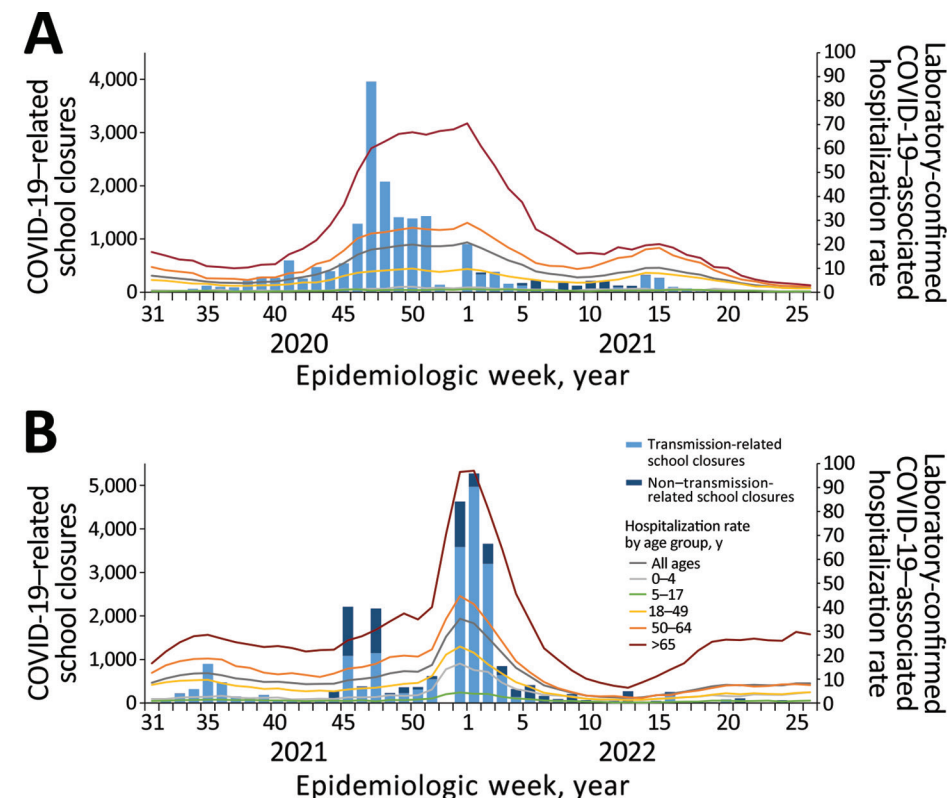 A
COVID-19–related
school closures
4,000
3,000
2,000
1,000
0
100
90
80
70
60
50
40
30
20
10
0
Laboratory-confirmed
COVID-19–associated
hospitalization rate
31 35 40 45 50 1 5 10 15 20 25
2020 2021
Epidemiologic week, year
B
COVID-19–related
school closures
5,000
4,000
3,000
2,000
1,000
0
Transmission-related
school closures
Non–transmission-
related school closures
Hospitalization rate
by age group, y
All ages
0–4
5–17
18–49
50–64
>65
100
90
80
70
60
50
40
30
20
10
0
Laboratory-confirmed
COVID-19–associated
hospitalization rate
31 35 40 45 50 1 5 10 15 20 25
2021 2022
Epidemiologic week, year